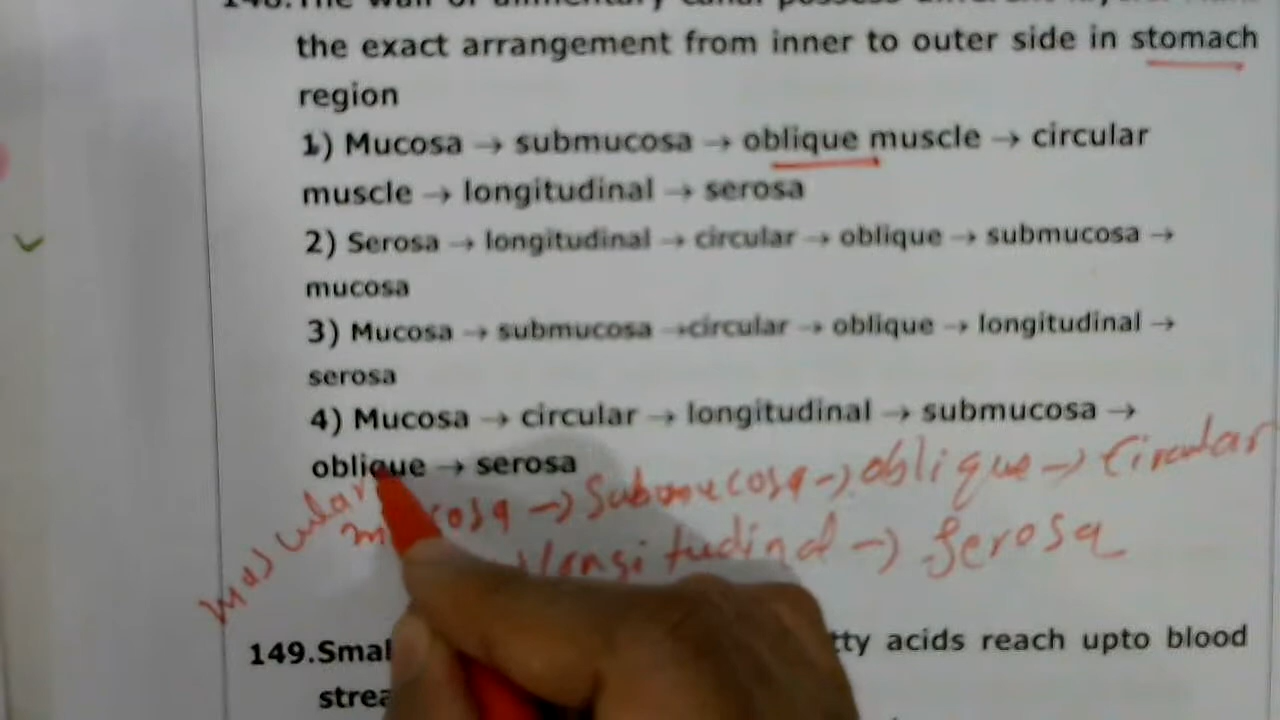 the exact arrangement from inner to outer side in stomach
region
1) Mucosa → submucosa → oblique muscle → circular
muscle → longitudinal → serosa
2) Serosa → longitudinal → circular → oblique → submucosa →
mucosa
3) Mucosa → submucosa →circular → oblique → longitudinal →
serosa
4) Mucosa → circular → longitudinal → submucosa →
oblique → serosa
Submucosa → oblique → Circular
longitudinal → Serosa
149.
acids reach upto blood